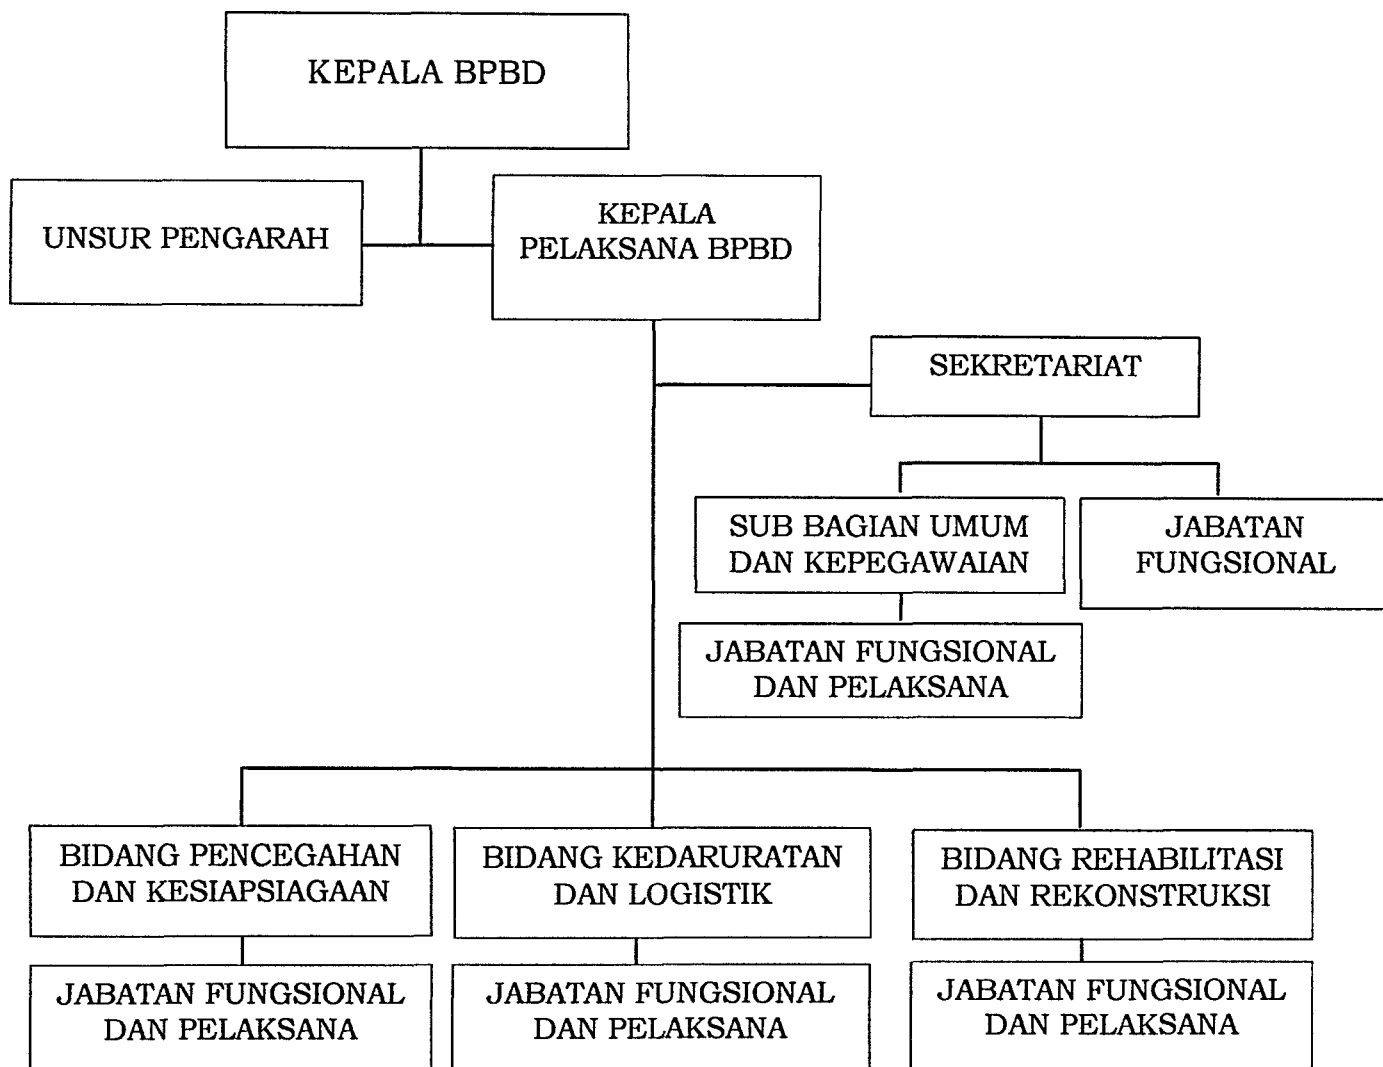 KEPALA BPBD
UNSUR PENGARAH
KEPALA
PELAKSANA BPBD
SEKRETARIAT
SUB BAGIAN UMUM
DAN KEPEGAWAIAN
JABATAN
FUNGSIONAL
JABATAN FUNGSIONAL
DAN PELAKSANA
BIDANG PENCEGAHAN
DAN KESIAPSIAGAAN
BIDANG KEDARURATAN
DAN LOGISTIK
BIDANG REHABILITASI
DAN REKONSTRUKSI
JABATAN FUNGSIONAL
DAN PELAKSANA
JABATAN FUNGSIONAL
DAN PELAKSANA
JABATAN FUNGSIONAL
DAN PELAKSANA